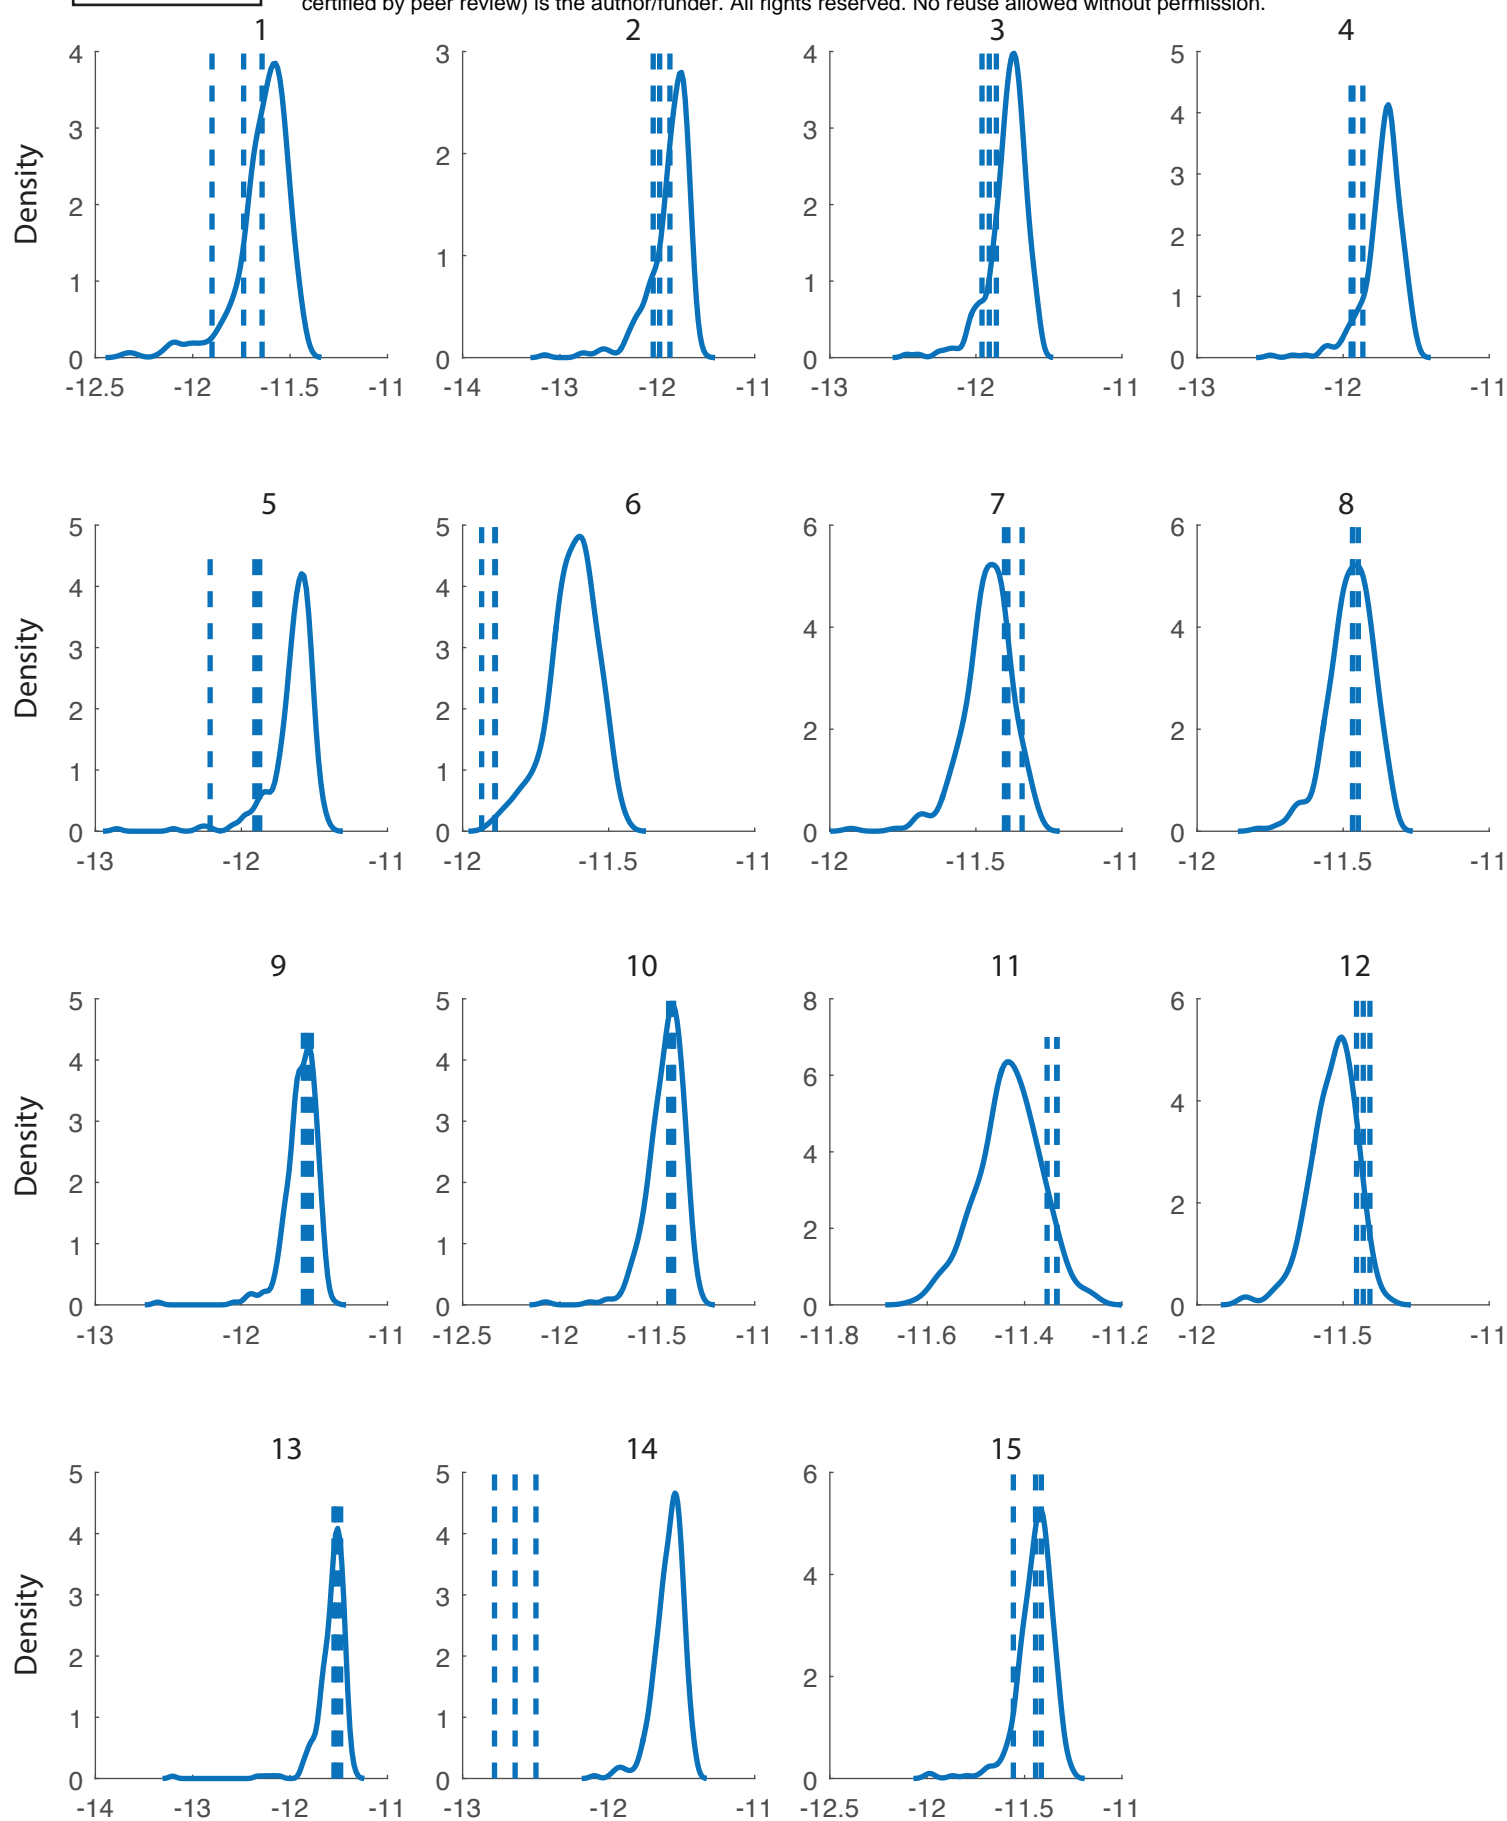 certified by peer review) is the author/funder. All rights reserved. No reuse allowed without permission.
1 2 3 4
Density
4 3 2 1 0
-12.5 -12 -11.5 -11
3 2 1 0
-14 -13 -12 -11
4 3 2 1 0
-13 -12 -11
5 4 3 2 1 0
-13 -12 -11
5 6 7 8
Density
5 4 3 2 1 0
-13 -12 -11
5 4 3 2 1 0
-12 -11.5 -11
6 4 2 0
-12 -11.5 -11
6 4 2 0
-12 -11.5 -11
9 10 11 12
Density
5 4 3 2 1 0
-13 -12 -11
5 4 3 2 1 0
-12.5 -12 -11.5 -11
8 6 4 2 0
-11.8 -11.6 -11.4 -11.2
6 4 2 0
-12 -11.5 -11
13 14 15
Density
5 4 3 2 1 0
-14 -13 -12 -11
5 4 3 2 1 0
-13 -12 -11
6 4 2 0
-12.5 -12 -11.5 -11